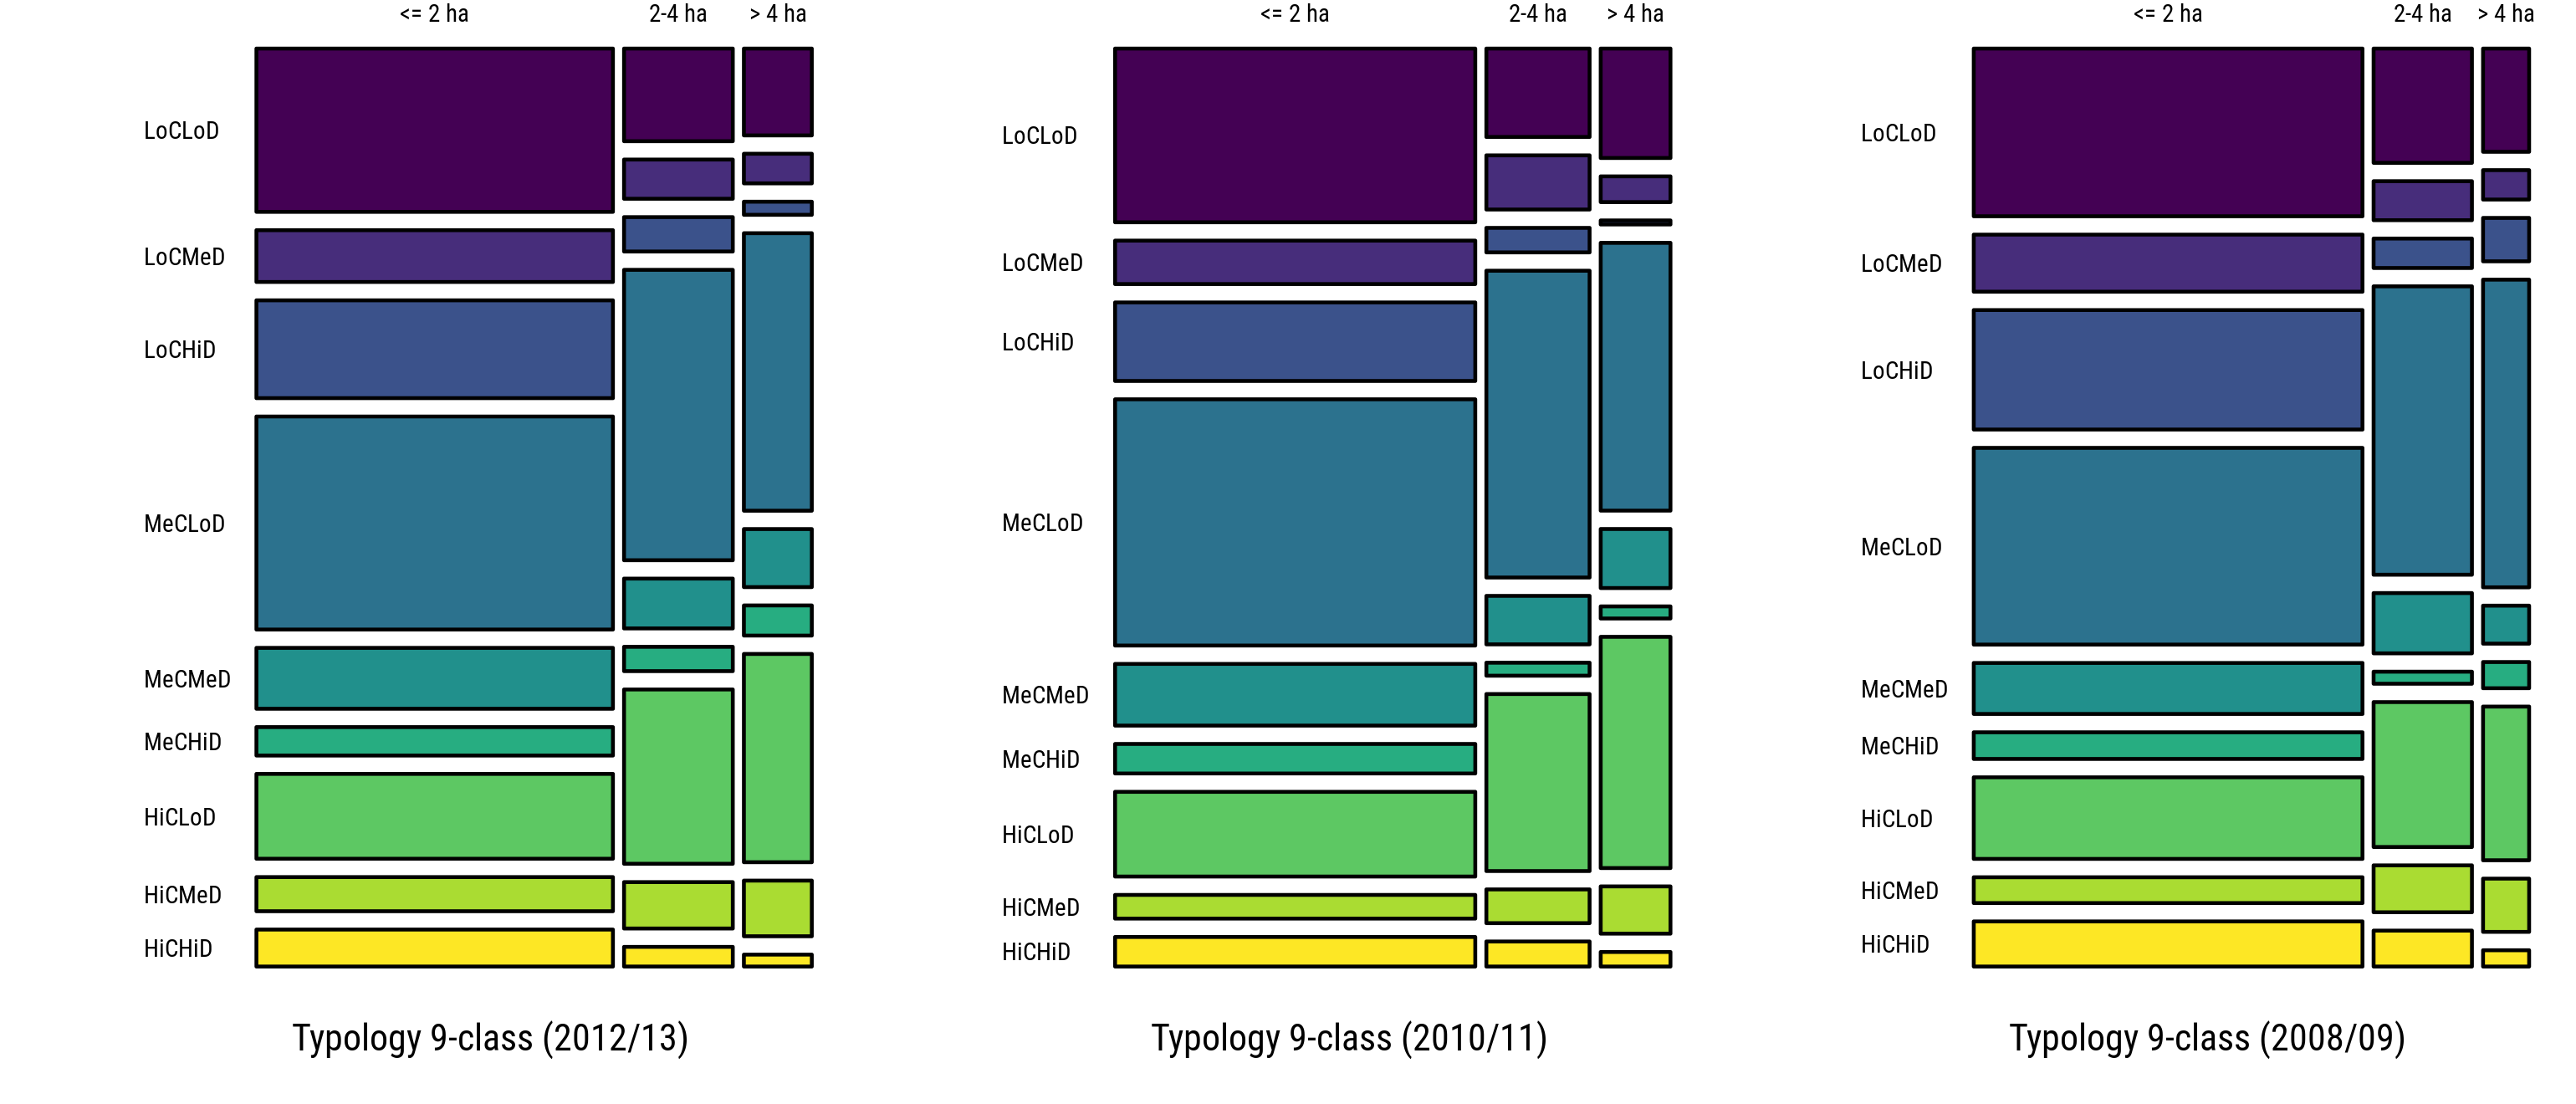 <= 2 ha 2-4 ha > 4 ha
LoCLoD
LoCMeD
LoCHiD
MeCLoD
MeCMeD
MeCHiD
HiCLoD
HiCMeD
HiCHiD
Typology 9-class (2012/13)
<= 2 ha 2-4 ha > 4 ha
LoCLoD
LoCMeD
LoCHiD
MeCLoD
MeCMeD
MeCHiD
HiCLoD
HiCMeD
HiCHiD
Typology 9-class (2010/11)
<= 2 ha 2-4 ha > 4 ha
LoCLoD
LoCMeD
LoCHiD
MeCLoD
MeCMeD
MeCHiD
HiCLoD
HiCMeD
HiCHiD
Typology 9-class (2008/09)